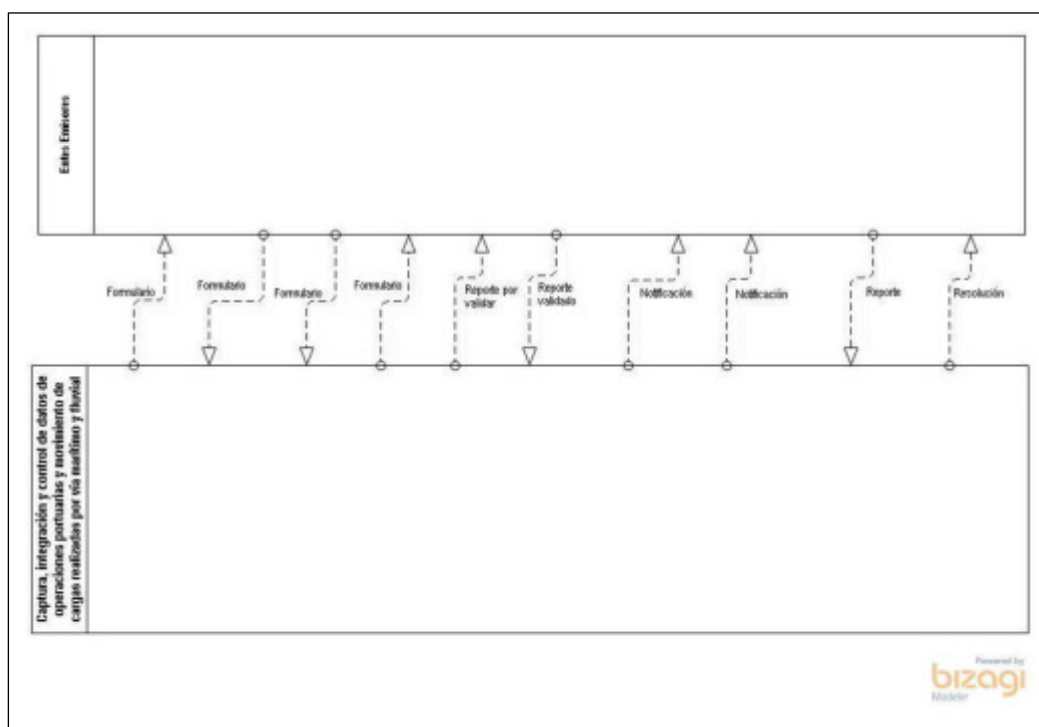 Entes Emisores
Formulario
Formulario
Formulario
Formulario
Reporte por
validar
Reporte
validado
Notificación
Notificación
Reporte
Resolución
Captura, integración y control de datos de
operaciones portuarias y movimiento de
cargas realizadas por vía marítimo y fluvial
Powered by
bizagi
Modeler